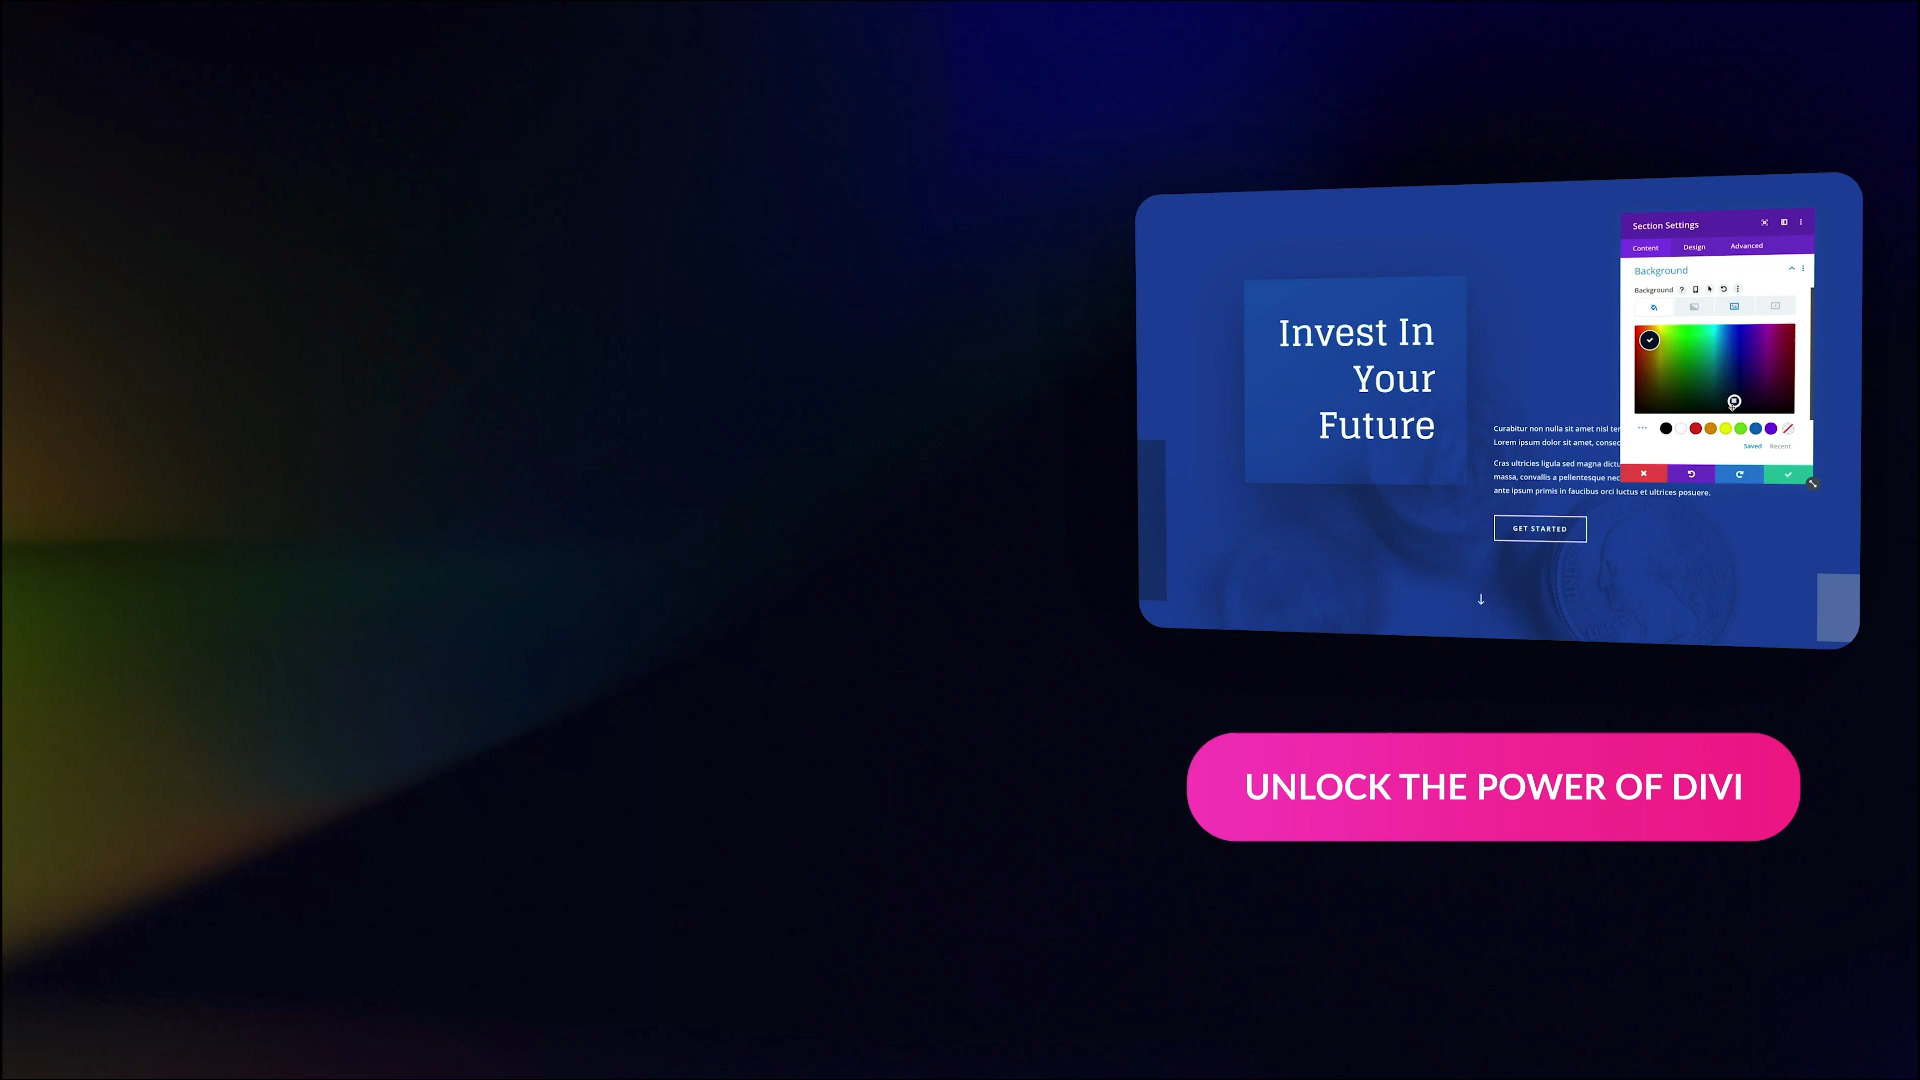 Section Settings
Content Design Advanced
Background
Background ?
Invest In
Your
Future
Curabitur non nulla sit amet nisl
Lorem ipsum dolor sit amet,
Cras ultricies ligula sed magna
massa, convallis a pellentesque nec
ante ipsum primis in faucibus orci luctus et ultrices posuere.
Saved Recent
GET STARTED
UNLOCK THE POWER OF DIVI